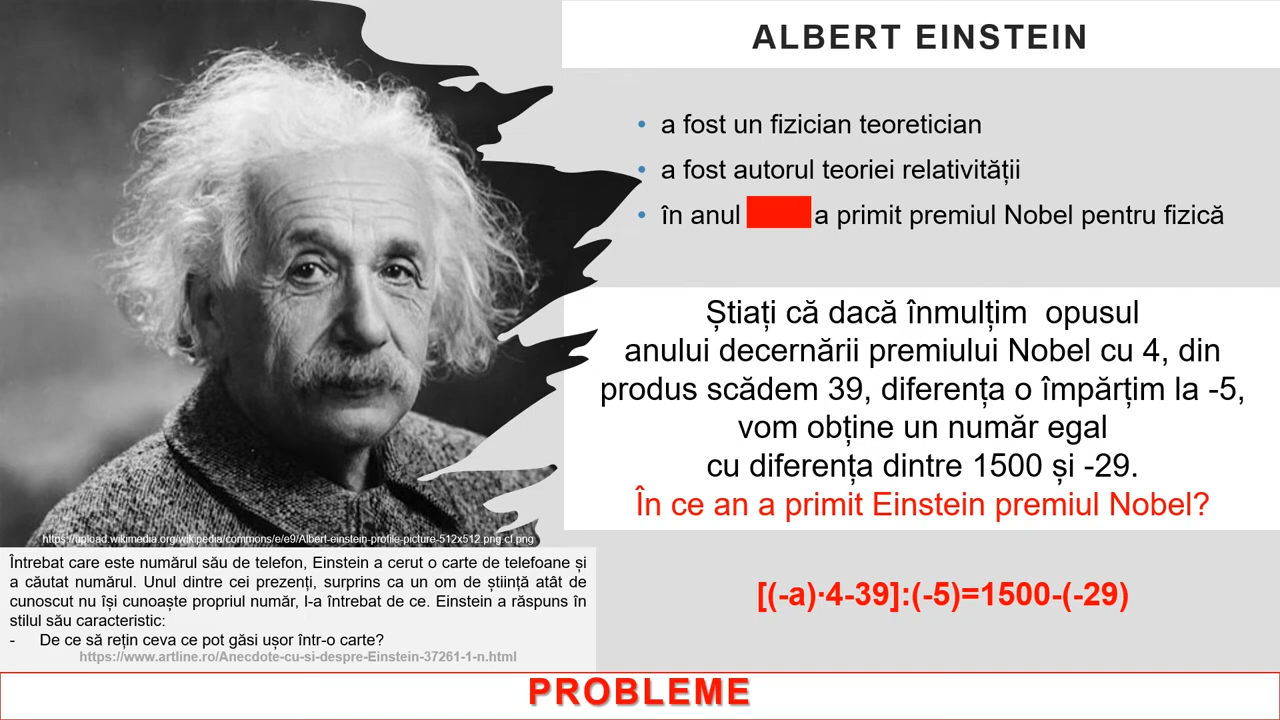 ALBERT EINSTEIN
• a fost un fizician teoretician
• a fost autorul teoriei relativității
• în anul a primit premiul Nobel pentru fizică
Știați că dacă înmulțim opusul
anului decernării premiului Nobel cu 4, din
produs scădem 39, diferența o împărțim la -5,
vom obține un număr egal
cu diferența dintre 1500 și -29.
În ce an a primit Einstein premiul Nobel?
[(-a)·4-39]:(-5)=1500-(-29)
https://upload.wikimedia.org/wikipedia/commons/e/e9/Albert-einstein-profile-picture-512x512.png cf.png
Întrebat care este numărul său de telefon, Einstein a cerut o carte de telefoane și
a căutat numărul. Unul dintre cei prezenți, surprins ca un om de știință atât de
cunoscut nu își cunoaște propriul număr, l-a întrebat de ce. Einstein a răspuns în
stilul său caracteristic:
- De ce să rețin ceva ce pot găsi ușor într-o carte?
https://www.artline.ro/Anecdote-cu-si-despre-Einstein-37261-1-n.html
PROBLEME